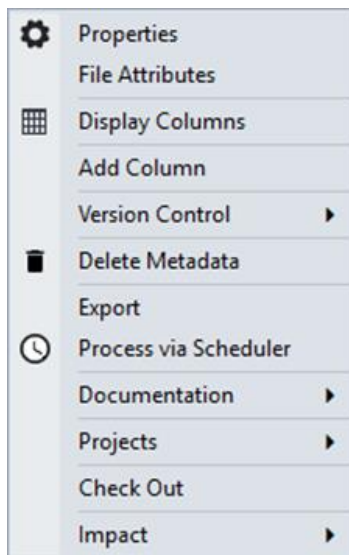 Properties
File Attributes
Display Columns
Add Column
Version Control
Delete Metadata
Export
Process via Scheduler
Documentation
Projects
Check Out
Impact